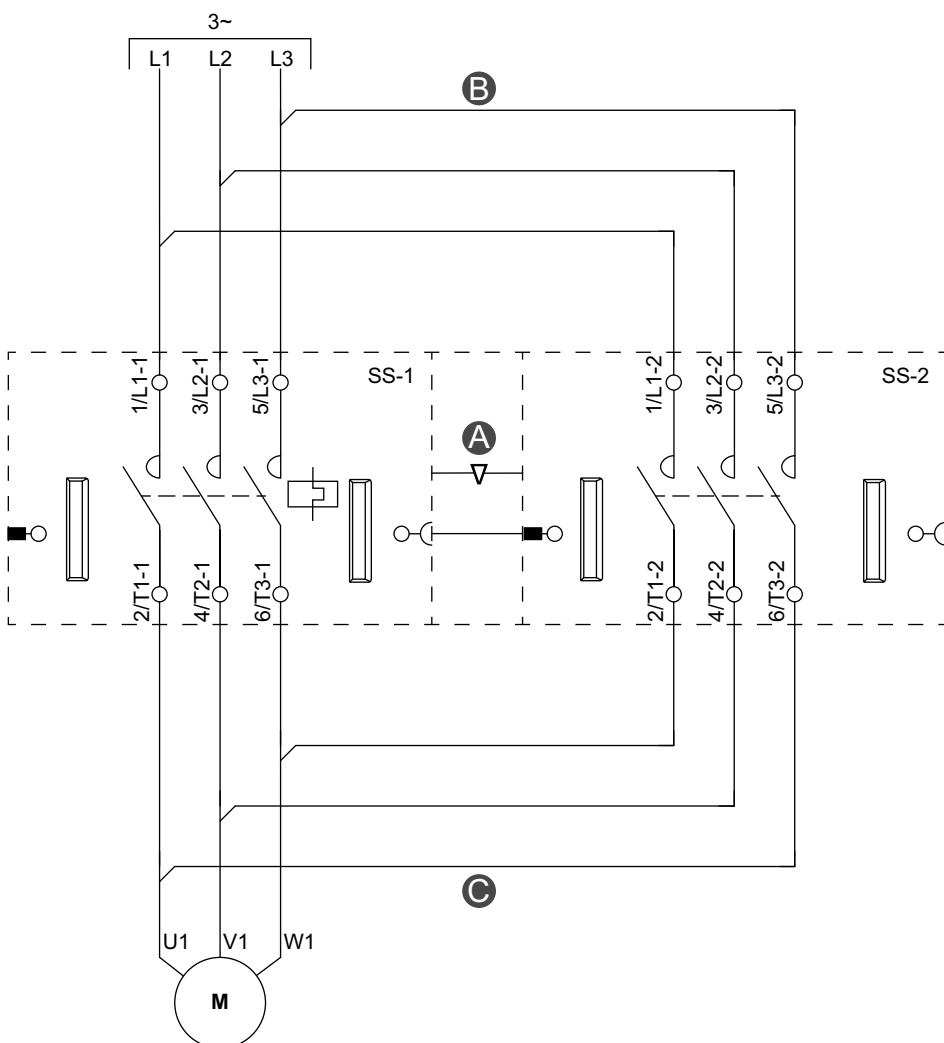 3~
L1 L2 L3
B
1/L1-1 3/L2-1 5/L3-1 SS-1 1/L1-2 3/L2-2 5/L3-2 SS-2
A
2/T1-1 4/T2-1 6/T3-1 2/T1-2 4/T2-2 6/T3-2
C
U1 V1 W1
M